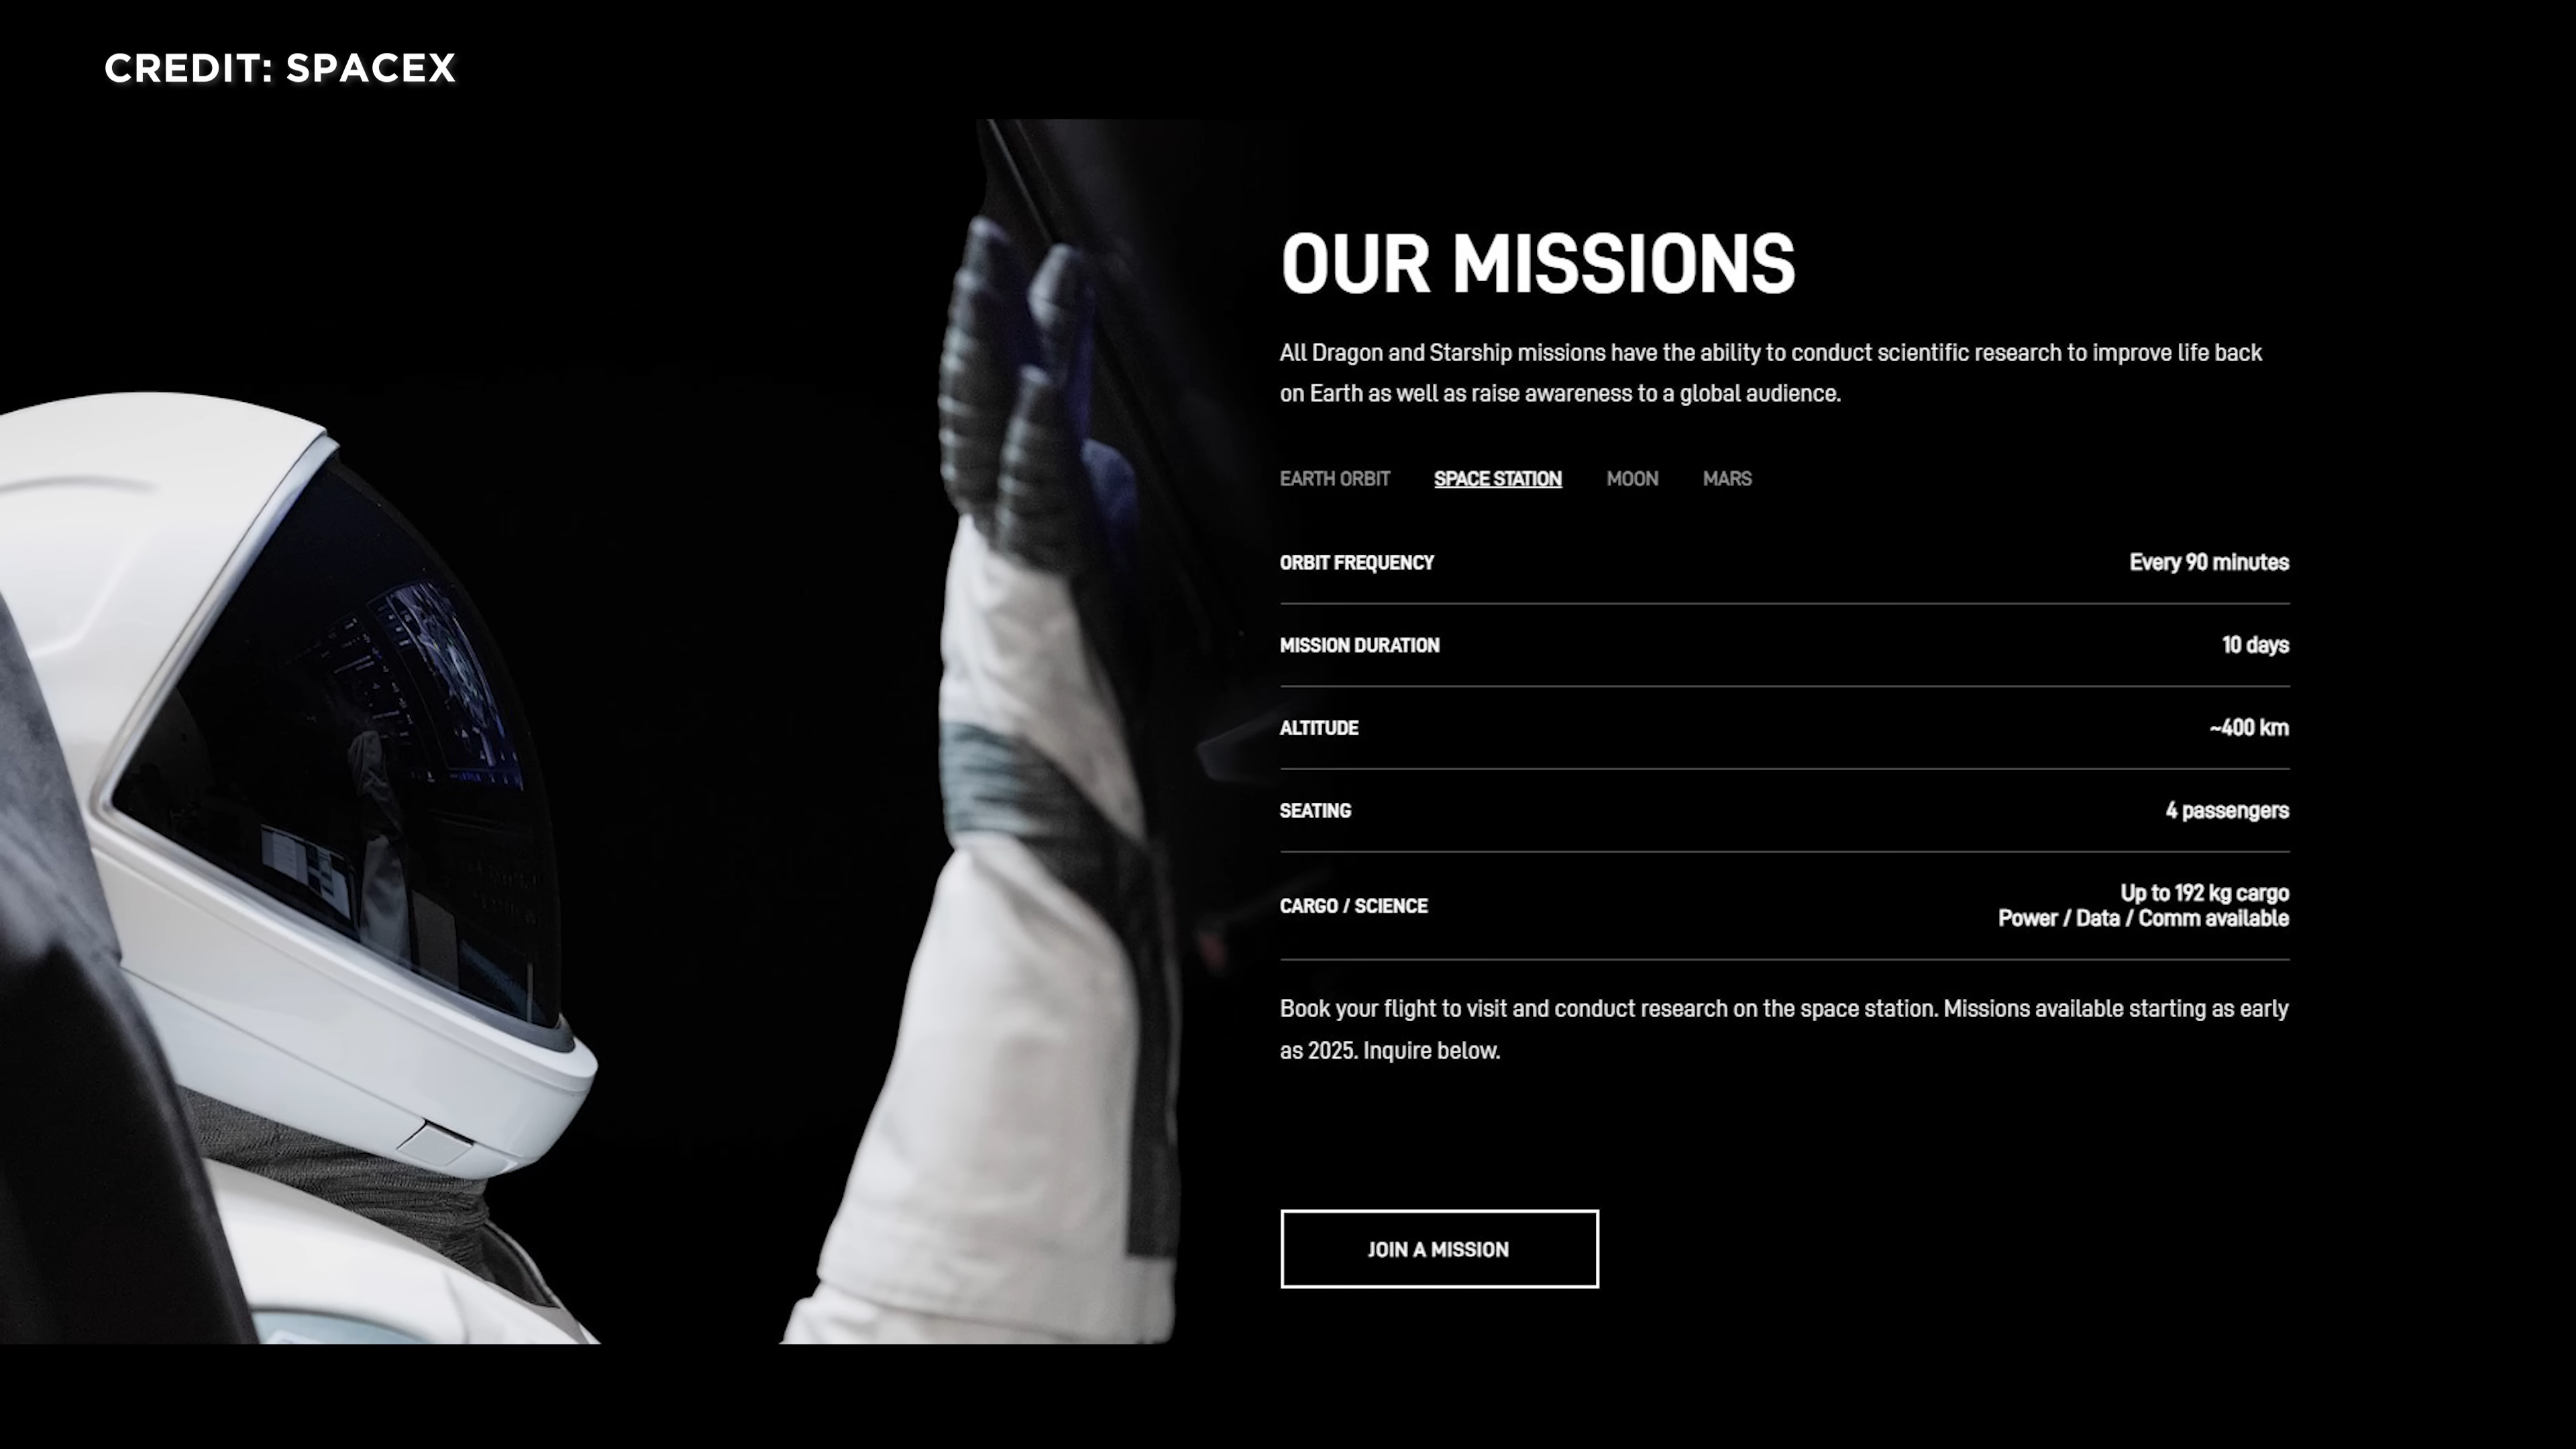 CREDIT: SPACEX
OUR MISSIONS
All Dragon and Starship missions have the ability to conduct scientific research to improve life back
on Earth as well as raise awareness to a global audience.
EARTH ORBIT SPACE STATION MOON MARS
ORBIT FREQUENCY Every 90 minutes
MISSION DURATION 10 days
ALTITUDE ~400 km
SEATING 4 passengers
CARGO / SCIENCE Up to 192 kg cargo
Power / Data / Comm available
Book your flight to visit and conduct research on the space station. Missions available starting as early
as 2025. Inquire below.
JOIN A MISSION